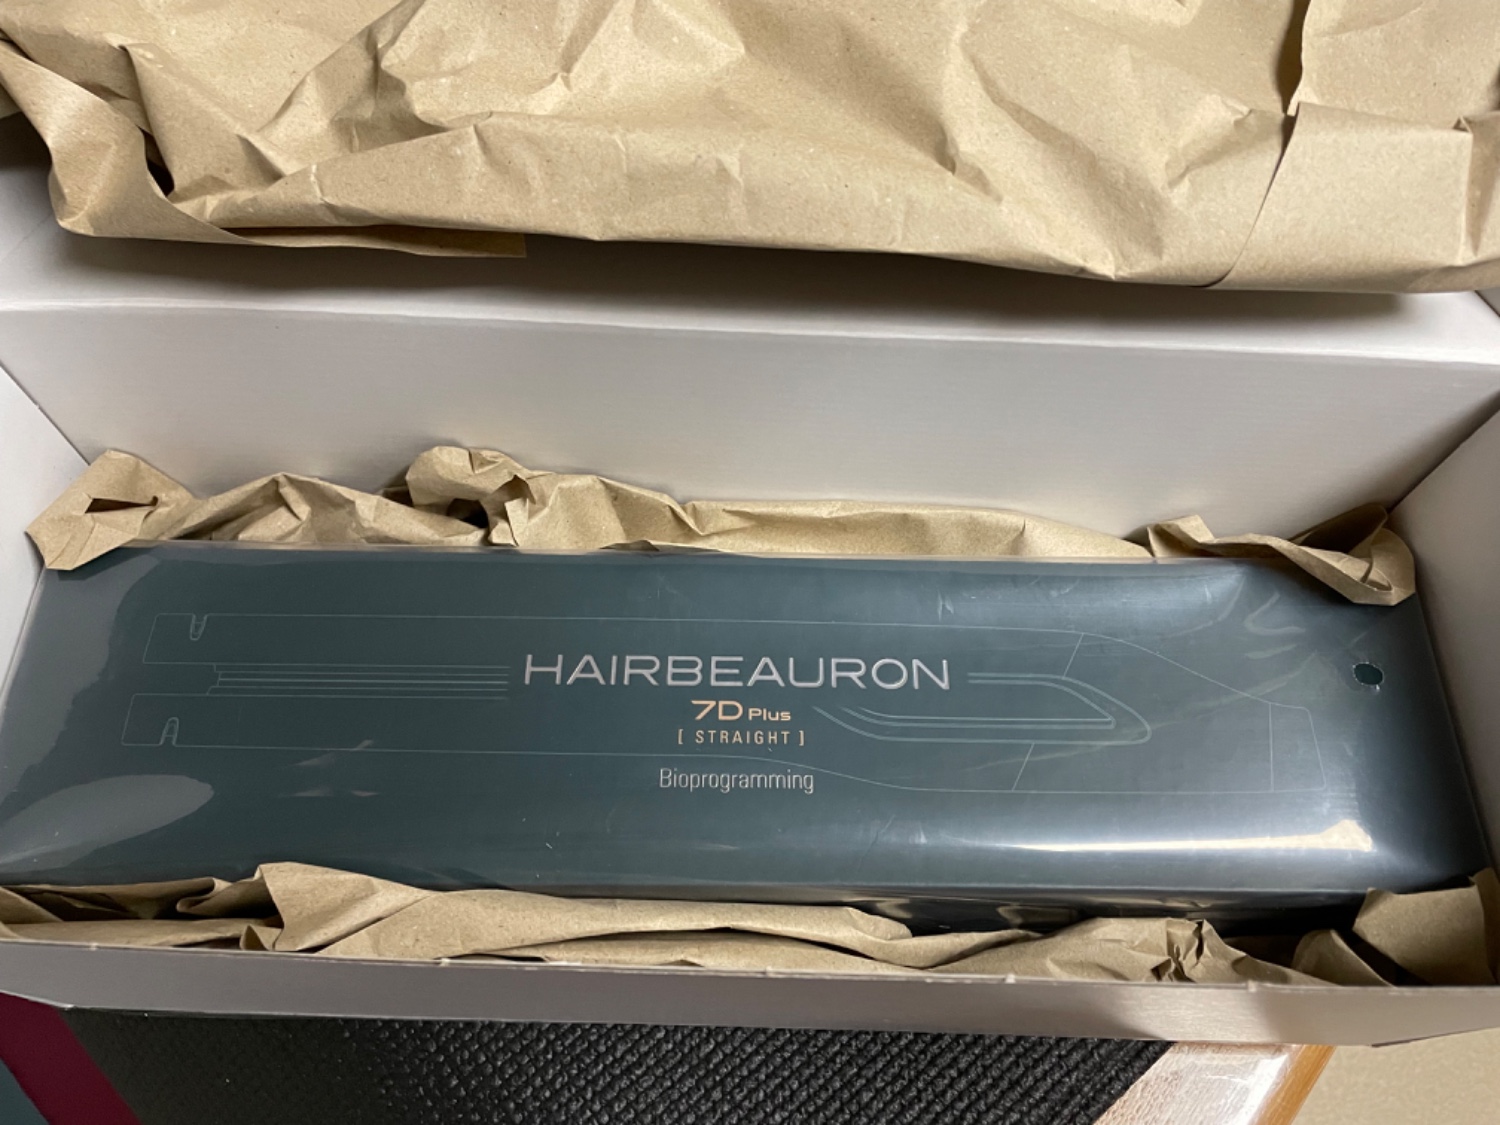 HAIRBEAURON
7D Plus
[ STRAIGHT ]
Bioprogramming